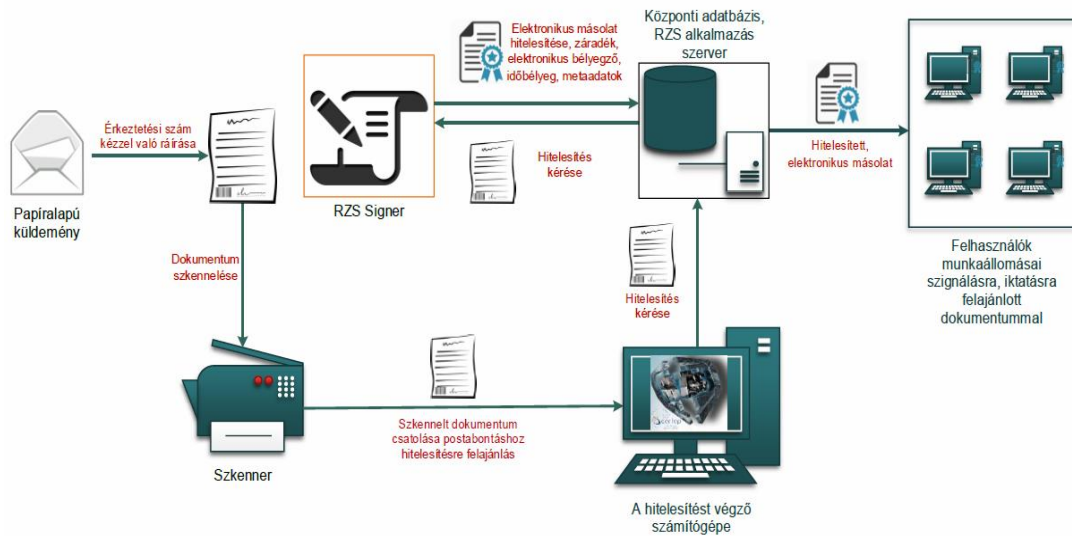 Elektronikus másolat
hitelesítése, záradék,
elektronikus bélyegző,
időbélyeg, metaadatok
Központi adatbázis,
RZS alkalmazás
szerver
Érkeztetési szám
kézzel való ráírása
Hitelesítés
kérése
Hitelesített,
elektronikus másolat
Papíralapú
küldemény
RZS Signer
Dokumentum
szkennelése
Hitelesítés
kérése
Felhasználók
munkaállomásai
szignálásra, iktatásra
felajánlott
dokumentummal
Szkennelt dokumentum
csatolása postabontáshoz
hitelesítésre felajánlás
Szkenner
A hitelesítést végző
számítógépe